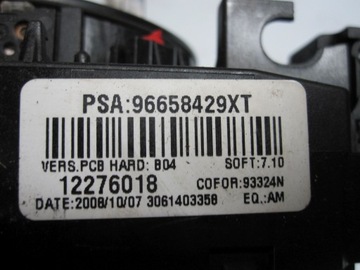 PSA:96658429XT
VERS.PCB HARD: B04 SOFT:7.10
12276018 COFOR:93324N
DATE:2008/10/07 3061403358 EQ.:AM